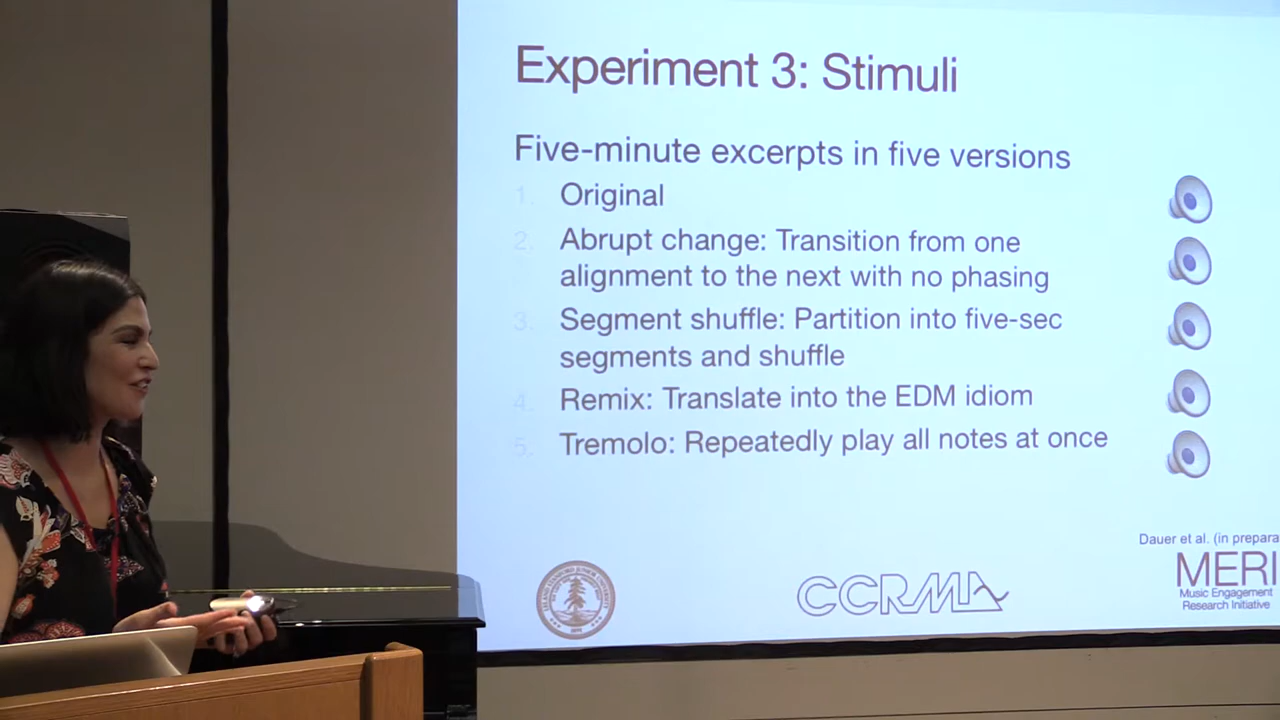 Experiment 3: Stimuli
Five-minute excerpts in five versions
1. Original
2. Abrupt change: Transition from one
alignment to the next with no phasing
3. Segment shuffle: Partition into five-sec
segments and shuffle
4. Remix: Translate into the EDM idiom
5. Tremolo: Repeatedly play all notes at once
Dauer et al. (in prepara
CCRMA
MERI
Music Engagement
Research Initiative